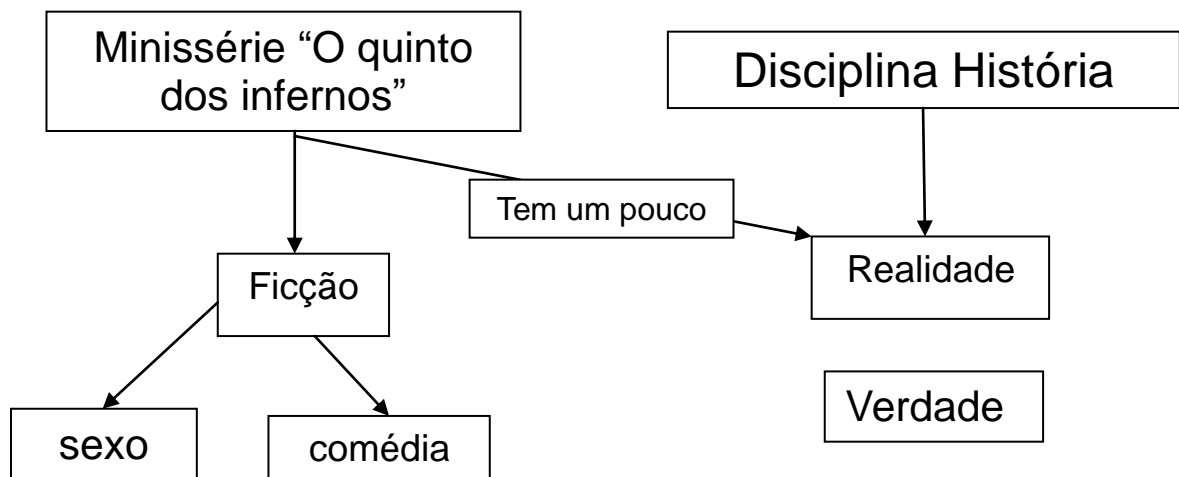 Minissérie “O quinto
dos infernos”
Disciplina História
Tem um pouco
Ficção
Realidade
Verdade
sexo
comédia